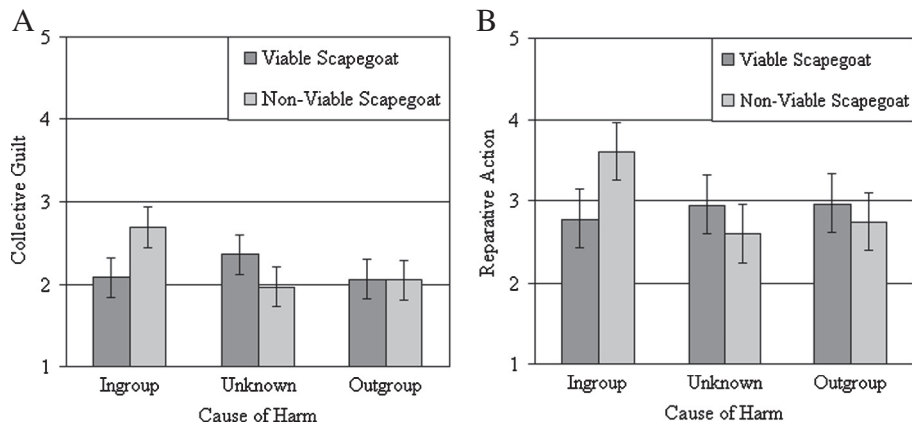 A
5
4
3
2
1
Collective Guilt
Viable Scapegoat
Non-Viable Scapegoat
Ingroup
Unknown
Outgroup
Cause of Harm
B
5
4
3
2
1
Reparative Action
Viable Scapegoat
Non-Viable Scapegoat
Ingroup
Unknown
Outgroup
Cause of Harm